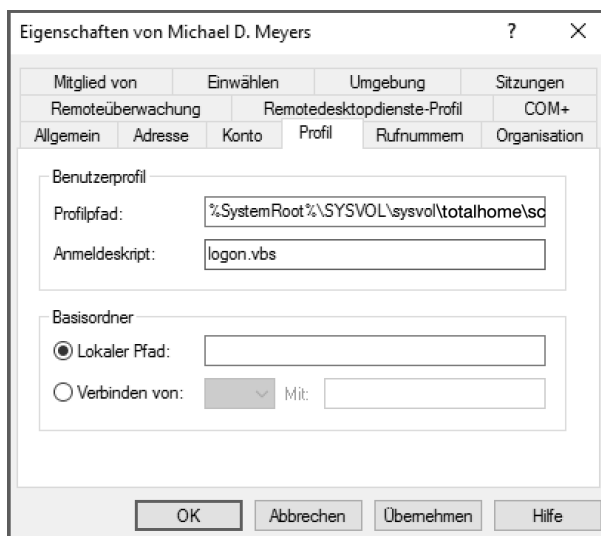 Eigenschaften von Michael D. Meyers ?
Mitglied von Einwählen Umgebung Sitzungen
Remoteüberwachung Remotedesktopdienste-Profil COM+
Allgemein Adresse Konto Profil Rufnummern Organisation
Benutzerprofil
Profilpfad: %SystemRoot%\SYSVOL\sysvol\totalhome\sc
Anmeldeskript: logon.vbs
Basisordner
Lokaler Pfad:
Verbinden von: Mit:
OK Abbrechen Übernehmen Hilfe